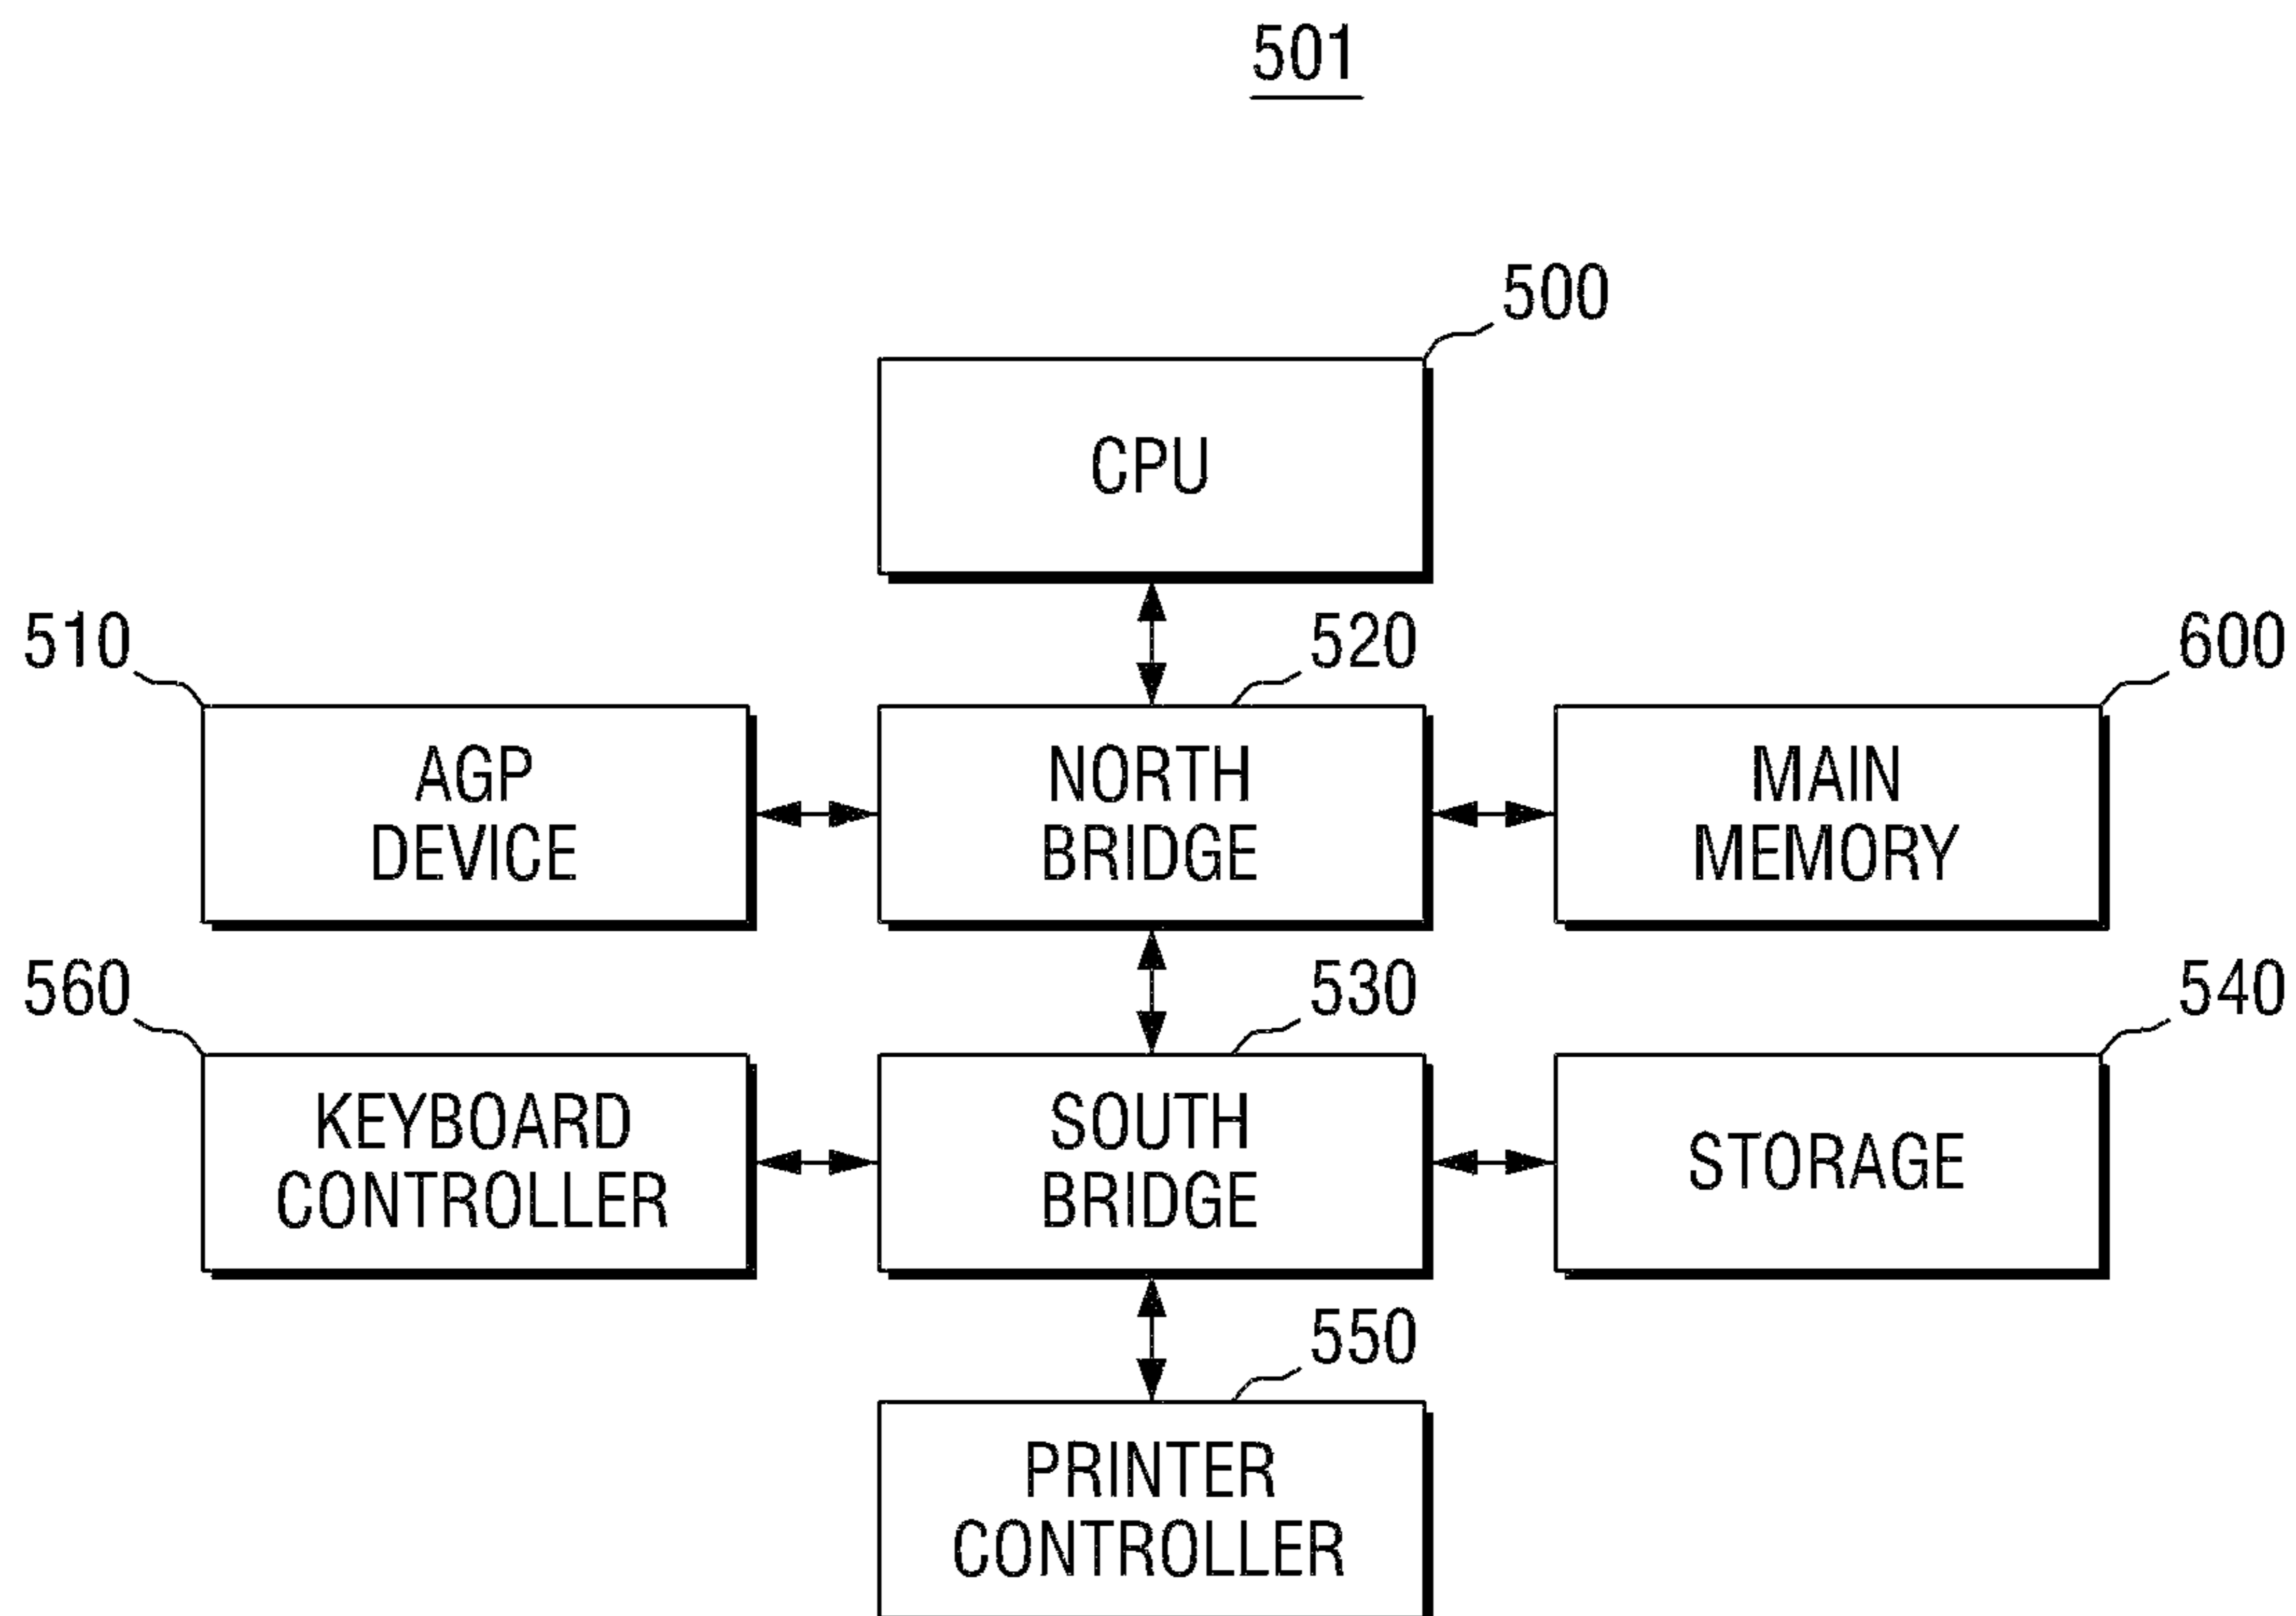 501
500
CPU
510
520
600
AGP
DEVICE
NORTH
BRIDGE
MAIN
MEMORY
560
530
540
KEYBOARD
CONTROLLER
SOUTH
BRIDGE
STORAGE
550
PRINTER
CONTROLLER